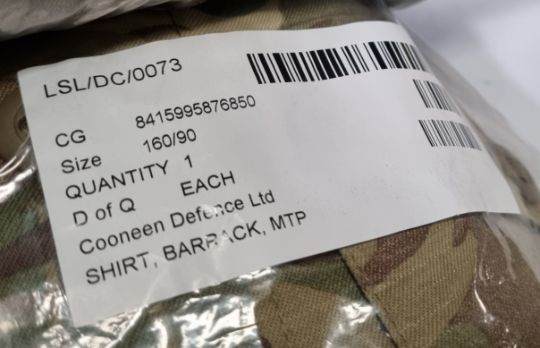 LSL/DC/0073
CG 8415995876850
Size 160/90
QUANTITY 1
D of Q EACH
Cooneen Defence Ltd
SHIRT, BARRACK, MTP